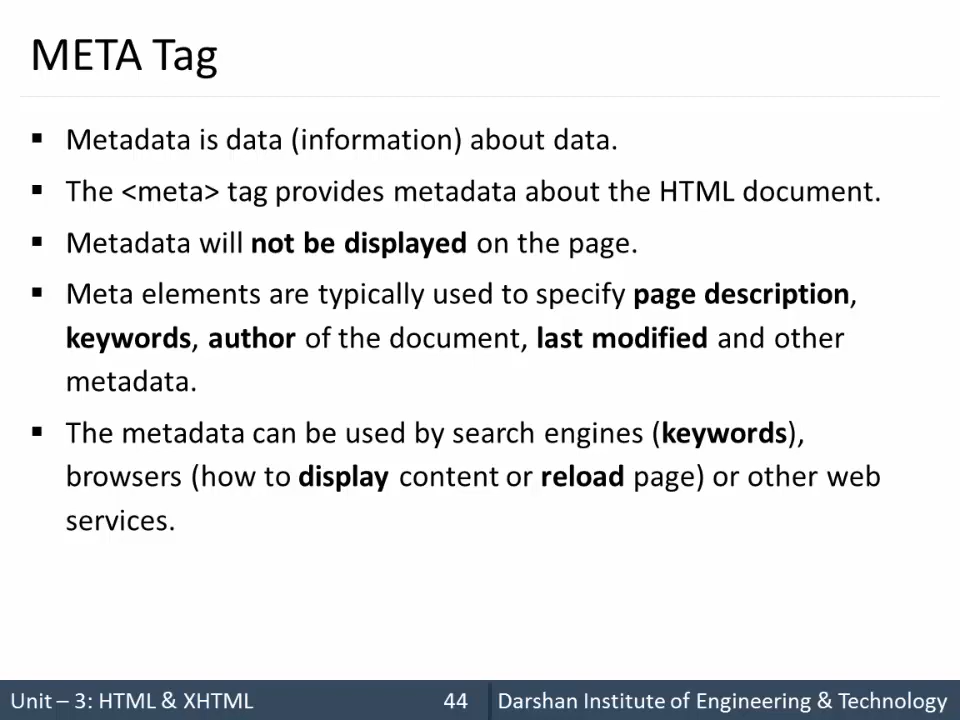 META Tag
▪ Metadata is data (information) about data.
▪ The <meta> tag provides metadata about the HTML document.
▪ Metadata will not be displayed on the page.
▪ Meta elements are typically used to specify page description,
keywords, author of the document, last modified and other
metadata.
▪ The metadata can be used by search engines (keywords),
browsers (how to display content or reload page) or other web
services.
Unit – 3: HTML & XHTML 44 Darshan Institute of Engineering & Technology